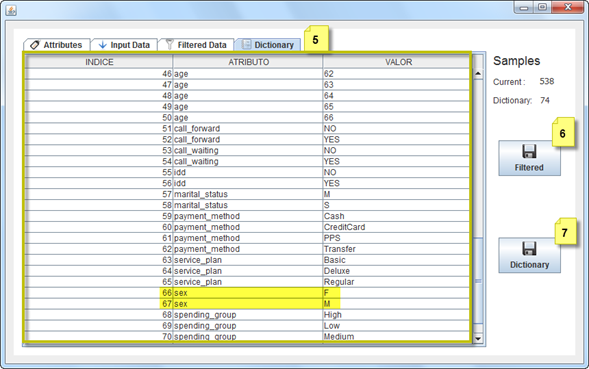 5
Attributes Input Data Filtered Data Dictionary
INDICE ATRIBUTO VALOR
46 age 62
47 age 63
48 age 64
49 age 65
50 age 66
51 call_forward NO
52 call_forward YES
53 call_waiting NO
54 call_waiting YES
55 idd NO
56 idd YES
57 marital_status M
58 marital_status S
59 payment_method Cash
60 payment_method CreditCard
61 payment_method PPS
62 payment_method Transfer
63 service_plan Basic
64 service_plan Deluxe
65 service_plan Regular
66 sex F
67 sex M
68 spending_group High
69 spending_group Low
70 spending_group Medium
Samples
Current : 538
Dictionary: 74
6
Filtered
7
Dictionary